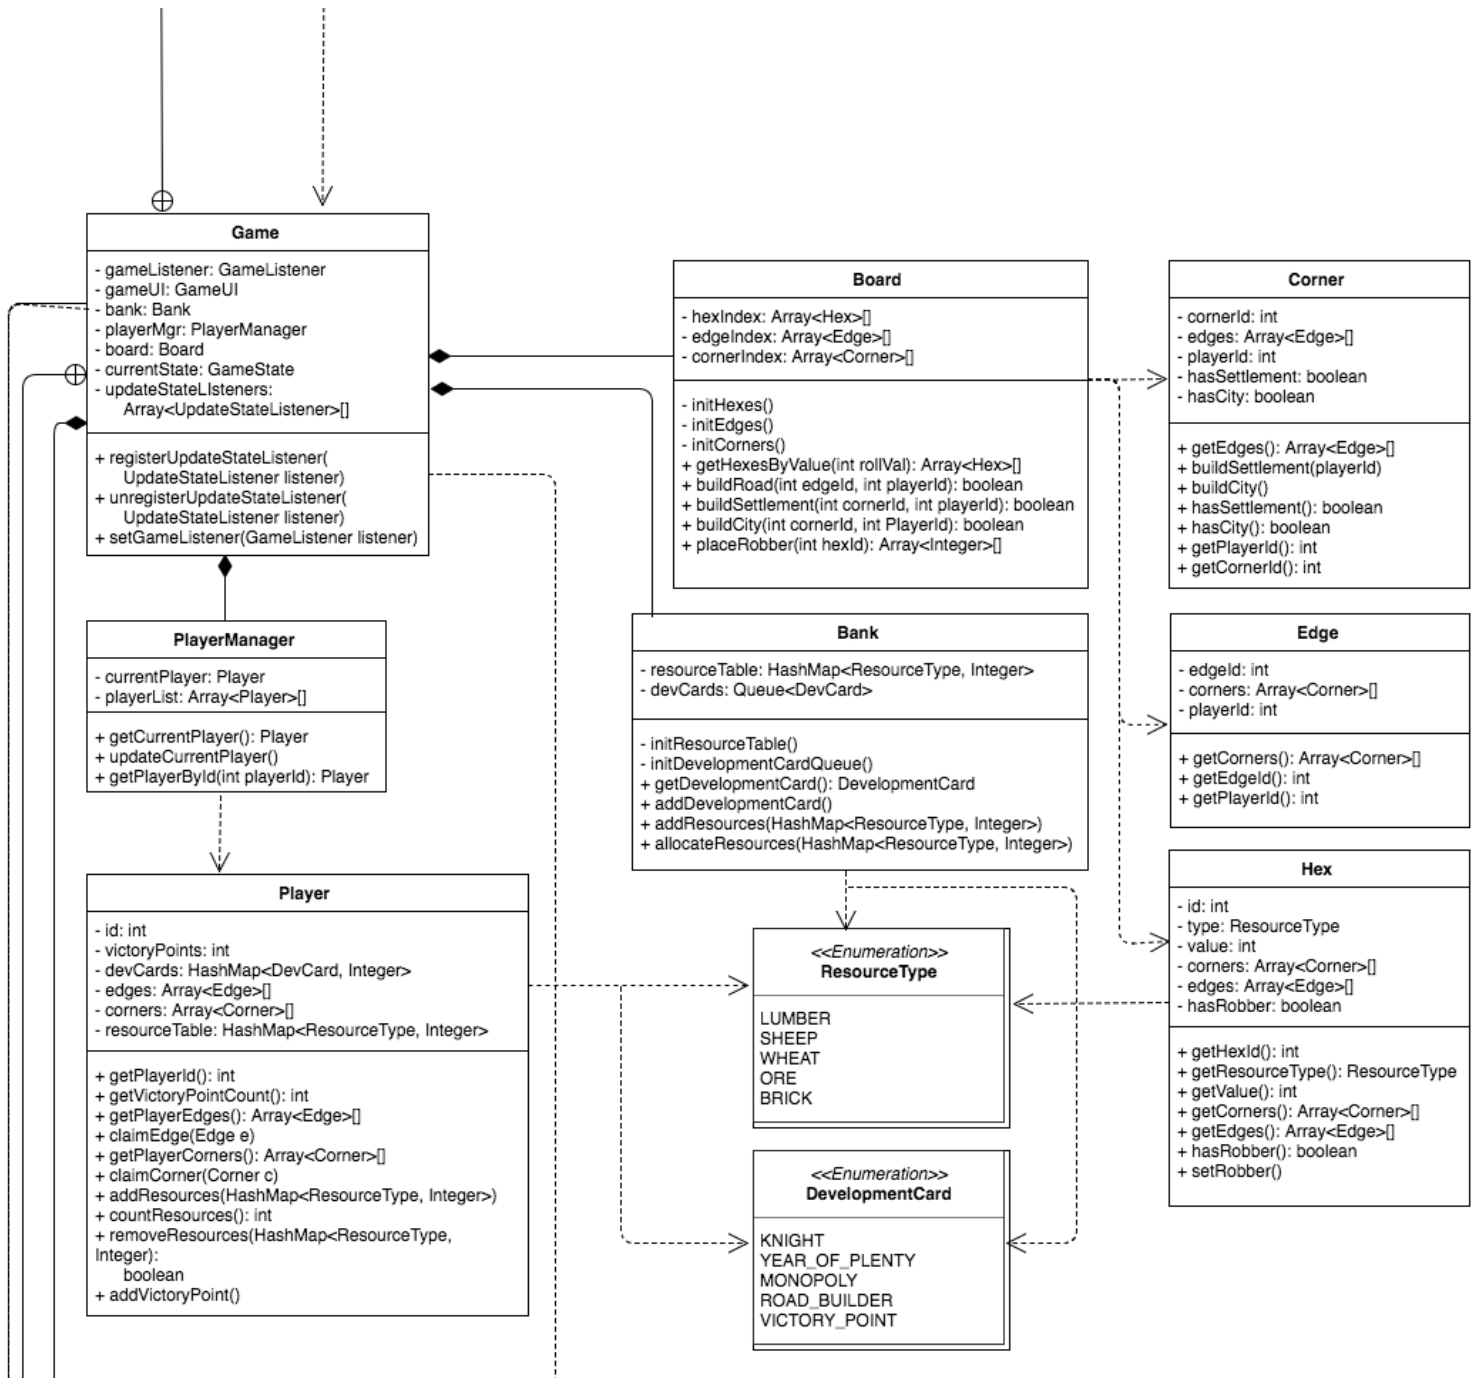 Game
- gameListener: GameListener
- gameUI: GameUI
- bank: Bank
- playerMgr: PlayerManager
- board: Board
- currentState: GameState
- updateStateLIsteners:
Array<UpdateStateListener>[]
+ registerUpdateStateListener(
UpdateStateListener listener)
+ unregisterUpdateStateListener(
UpdateStateListener listener)
+ setGameListener(GameListener listener)
Board
- hexIndex: Array<Hex>[]
- edgeIndex: Array<Edge>[]
- cornerIndex: Array<Corner>[]
- initHexes()
- initEdges()
- initCorners()
+ getHexesByValue(int rollVal): Array<Hex>[]
+ buildRoad(int edgeId, int playerId): boolean
+ buildSettlement(int cornerId, int playerId): boolean
+ buildCity(int cornerId, int PlayerId): boolean
+ placeRobber(int hexId): Array<Integer>[]
Corner
- cornerId: int
- edges: Array<Edge>[]
- playerId: int
- hasSettlement: boolean
- hasCity: boolean
+ getEdges(): Array<Edge>[]
+ buildSettlement(playerId)
+ buildCity()
+ hasSettlement(): boolean
+ hasCity(): boolean
+ getPlayerId(): int
+ getCornerId(): int
PlayerManager
- currentPlayer: Player
- playerList: Array<Player>[]
+ getCurrentPlayer(): Player
+ updateCurrentPlayer()
+ getPlayerById(int playerId): Player
Bank
- resourceTable: HashMap<ResourceType, Integer>
- devCards: Queue<DevCard>
- initResourceTable()
- initDevelopmentCardQueue()
+ getDevelopmentCard(): DevelopmentCard
+ addDevelopmentCard()
+ addResources(HashMap<ResourceType, Integer>)
+ allocateResources(HashMap<ResourceType, Integer>)
Edge
- edgeId: int
- corners: Array<Corner>[]
- playerId: int
+ getCorners(): Array<Corner>[]
+ getEdgeId(): int
+ getPlayerId(): int
Player
- id: int
- victoryPoints: int
- devCards: HashMap<DevCard, Integer>
- edges: Array<Edge>[]
- corners: Array<Corner>[]
- resourceTable: HashMap<ResourceType, Integer>
+ getPlayerId(): int
+ getVictoryPointCount(): int
+ getPlayerEdges(): Array<Edge>[]
+ claimEdge(Edge e)
+ getPlayerCorners(): Array<Corner>[]
+ claimCorner(Corner c)
+ addResources(HashMap<ResourceType, Integer>)
+ countResources(): int
+ removeResources(HashMap<ResourceType,
Integer):
boolean
+ addVictoryPoint()
<<Enumeration>>
ResourceType
LUMBER
SHEEP
WHEAT
ORE
BRICK
<<Enumeration>>
DevelopmentCard
KNIGHT
YEAR_OF_PLENTY
MONOPOLY
ROAD_BUILDER
VICTORY_POINT
Hex
- id: int
- type: ResourceType
- value: int
- corners: Array<Corner>[]
- edges: Array<Edge>[]
- hasRobber: boolean
+ getHexId(): int
+ getResourceType(): ResourceType
+ getValue(): int
+ getCorners(): Array<Corner>[]
+ getEdges(): Array<Edge>[]
+ hasRobber(): boolean
+ setRobber()